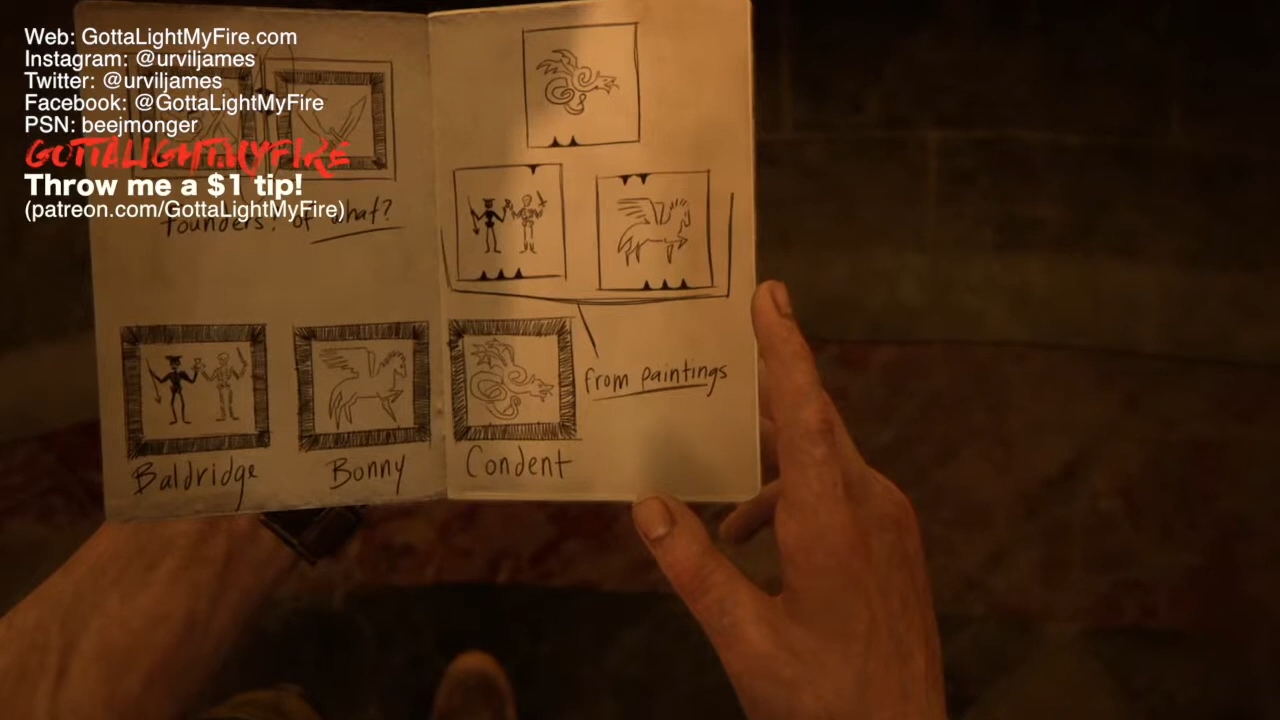 Web: GottaLightMyFire.com
Instagram: @urviljames
Twitter: @urviljames
Facebook: @GottaLightMyFire
PSN: beejmonger
GOTTALIGHTMYFIRE
Throw me a $1 tip!
(patreon.com/GottaLightMyFire)
founders? of what?
from paintings
Baldridge
Bonny
Condent